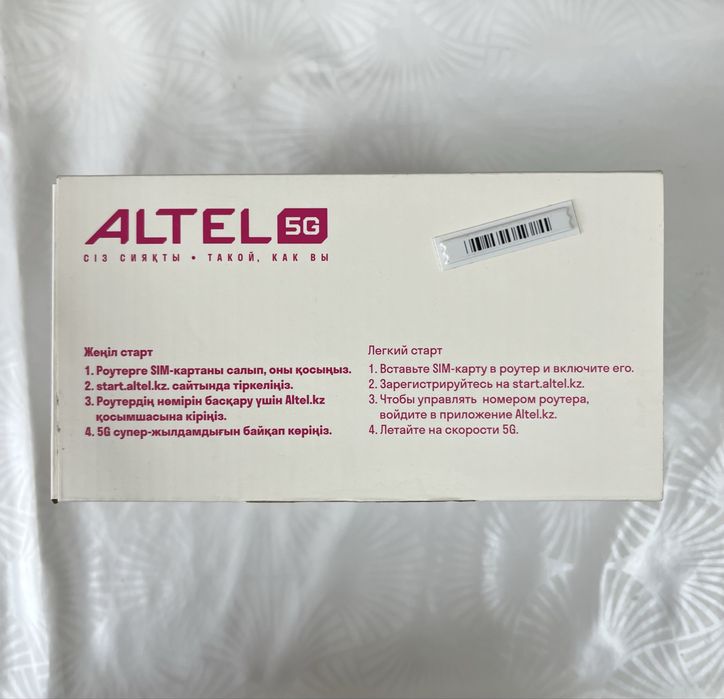 ALTEL 5G
СІЗ СИЯҚТЫ • ТАКОЙ, КАК ВЫ
Жеңіл старт
1. Роутерге SIM-картаны салып, оны қосыңыз.
2. start.altel.kz. сайтында тіркеліңіз.
3. Роутердің нөмірін басқару үшін Altel.kz
қосымшасына кіріңіз.
4. 5G супер-жылдамдығын байқап көріңіз.
Легкий старт
1. Вставьте SIM-карту в роутер и включите его.
2. Зарегистрируйтесь на start.altel.kz.
3. Чтобы управлять номером роутера,
войдите в приложение Altel.kz.
4. Летайте на скорости 5G.